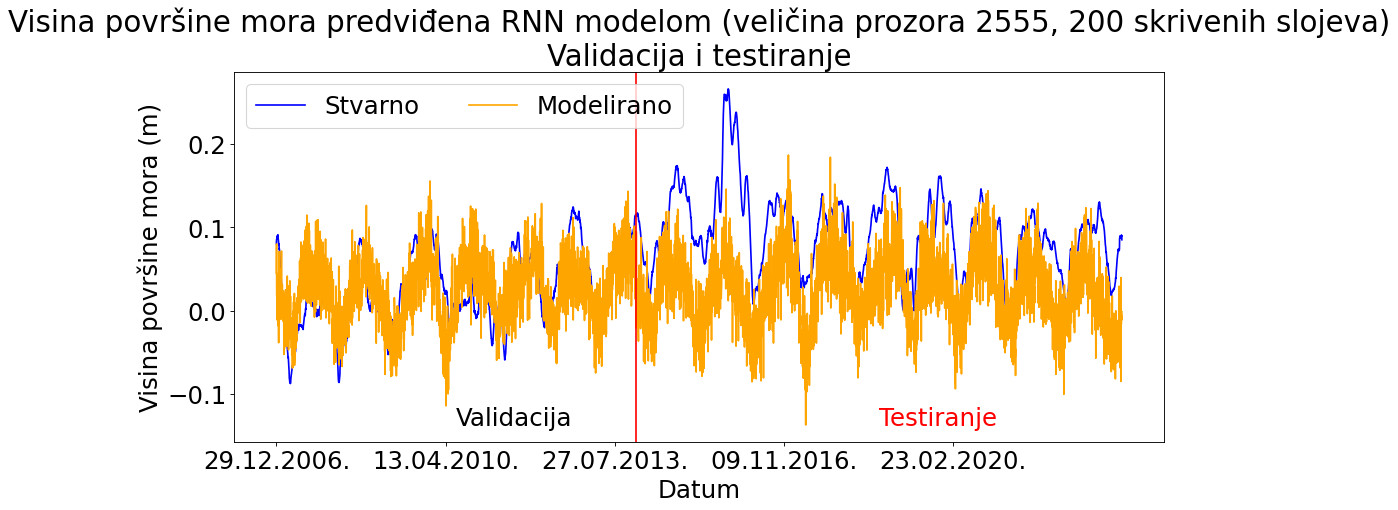 Visina površine mora predviđena RNN modelom (veličina prozora 2555, 200 skrivenih slojeva)
Validacija i testiranje
Stvarno
Modelirano
Visina površine mora (m)
0.2
0.1
0.0
−0.1
Validacija
Testiranje
29.12.2006.
13.04.2010.
27.07.2013.
09.11.2016.
23.02.2020.
Datum